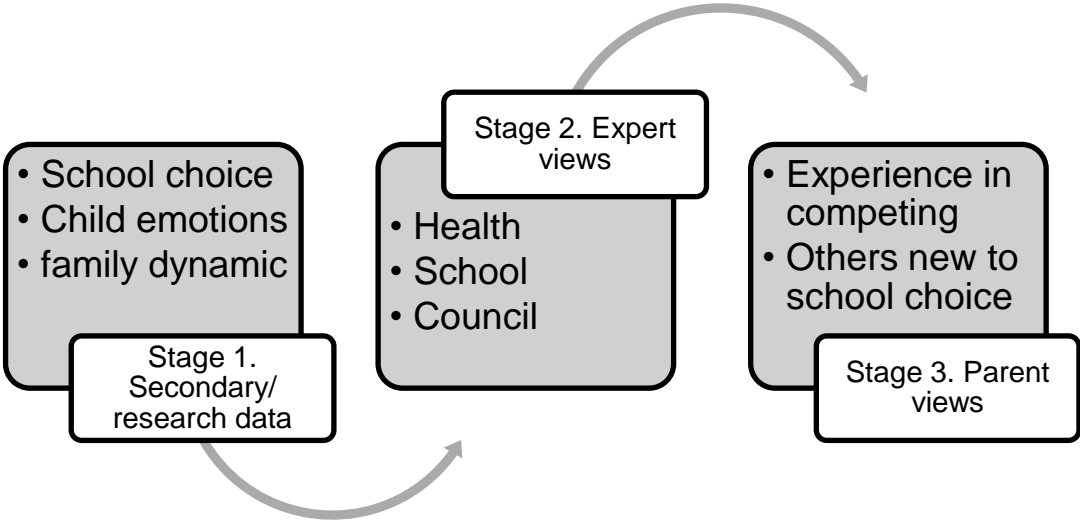 • School choice
• Child emotions
• family dynamic
Stage 1.
Secondary/
research data
Stage 2. Expert
views
• Health
• School
• Council
• Experience in
competing
• Others new to
school choice
Stage 3. Parent
views